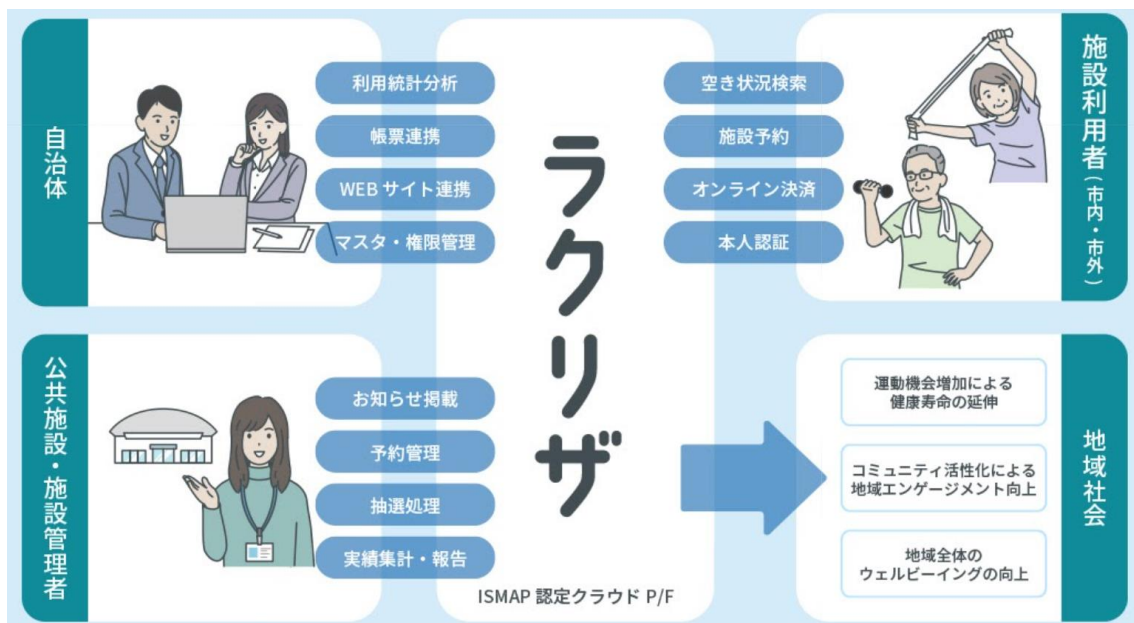 自治体
利用統計分析
帳票連携
WEB サイト連携
マスタ・権限管理
公共施設・施設管理者
お知らせ掲載
予約管理
抽選処理
実績集計・報告
ラクリザ
ISMAP 認定クラウド P/F
空き状況検索
施設予約
オンライン決済
本人認証
施設利用者(市内・市外)
運動機会増加による
健康寿命の延伸
コミュニティ活性化による
地域エンゲージメント向上
地域全体の
ウェルビーイングの向上
地域社会